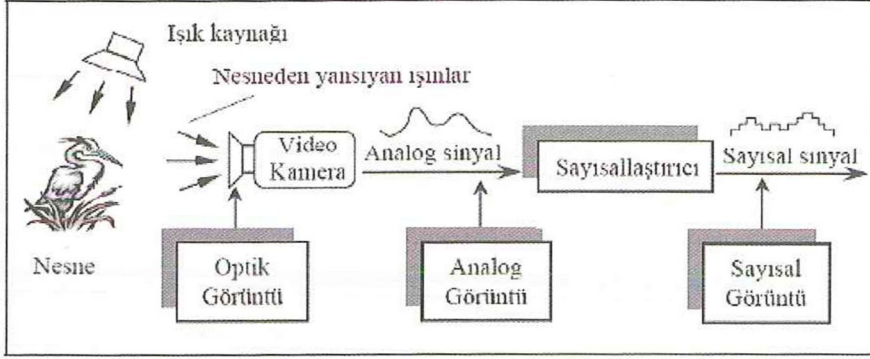 Işık kaynağı
Nesneden yansıyan ışınlar
Video
Kamera
Analog sinyal
Sayısallaştırıcı
Sayısal sinyal
Nesne
Optik
Görüntü
Analog
Görüntü
Sayısal
Görüntü